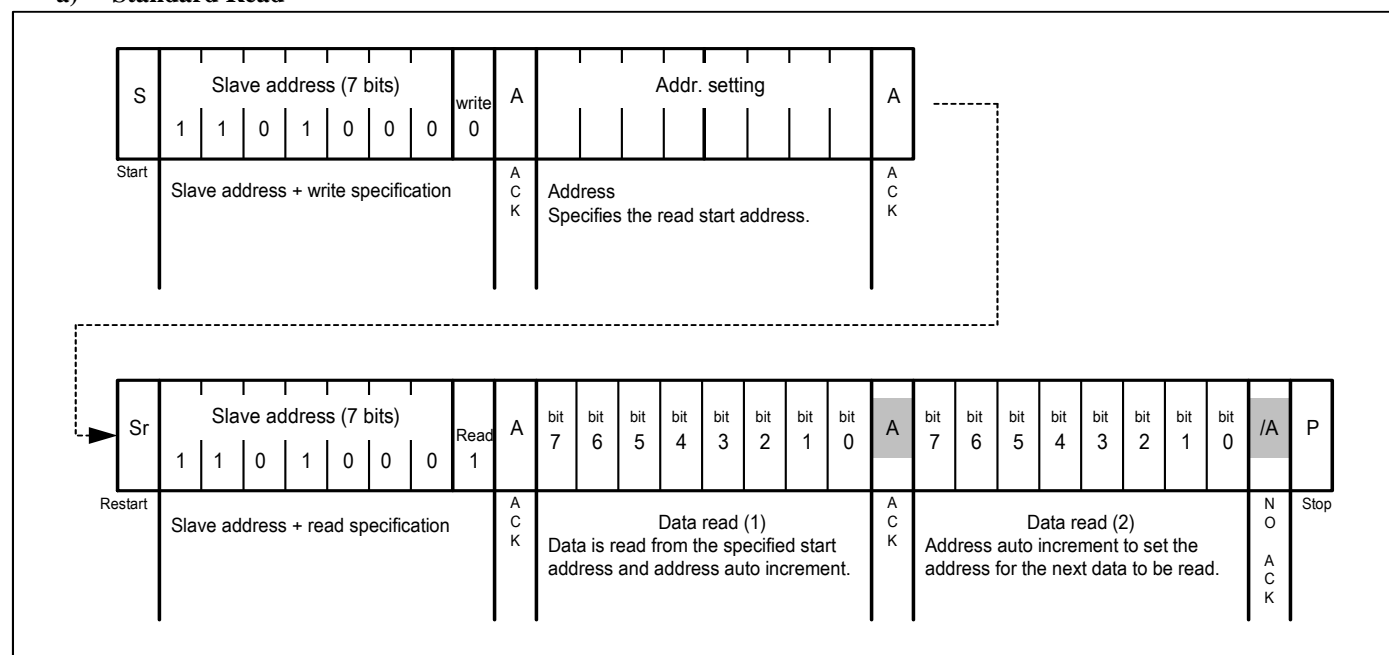 a) Standard Read
S
Slave address (7 bits)
write
A
Addr. setting
A
1 1 0 1 0 0 0 0
Start
Slave address + write specification
A
C
K
Address
Specifies the read start address.
A
C
K
Sr
Slave address (7 bits)
Read
A
bit bit bit bit bit bit bit bit
7 6 5 4 3 2 1 0
A
bit bit bit bit bit bit bit bit
7 6 5 4 3 2 1 0
/A
P
1 1 0 1 0 0 0 1
Restart
Slave address + read specification
A
C
K
Data read (1)
Data is read from the specified start
address and address auto increment.
A
C
K
Data read (2)
Address auto increment to set the
address for the next data to be read.
N
O
A
C
K
Stop